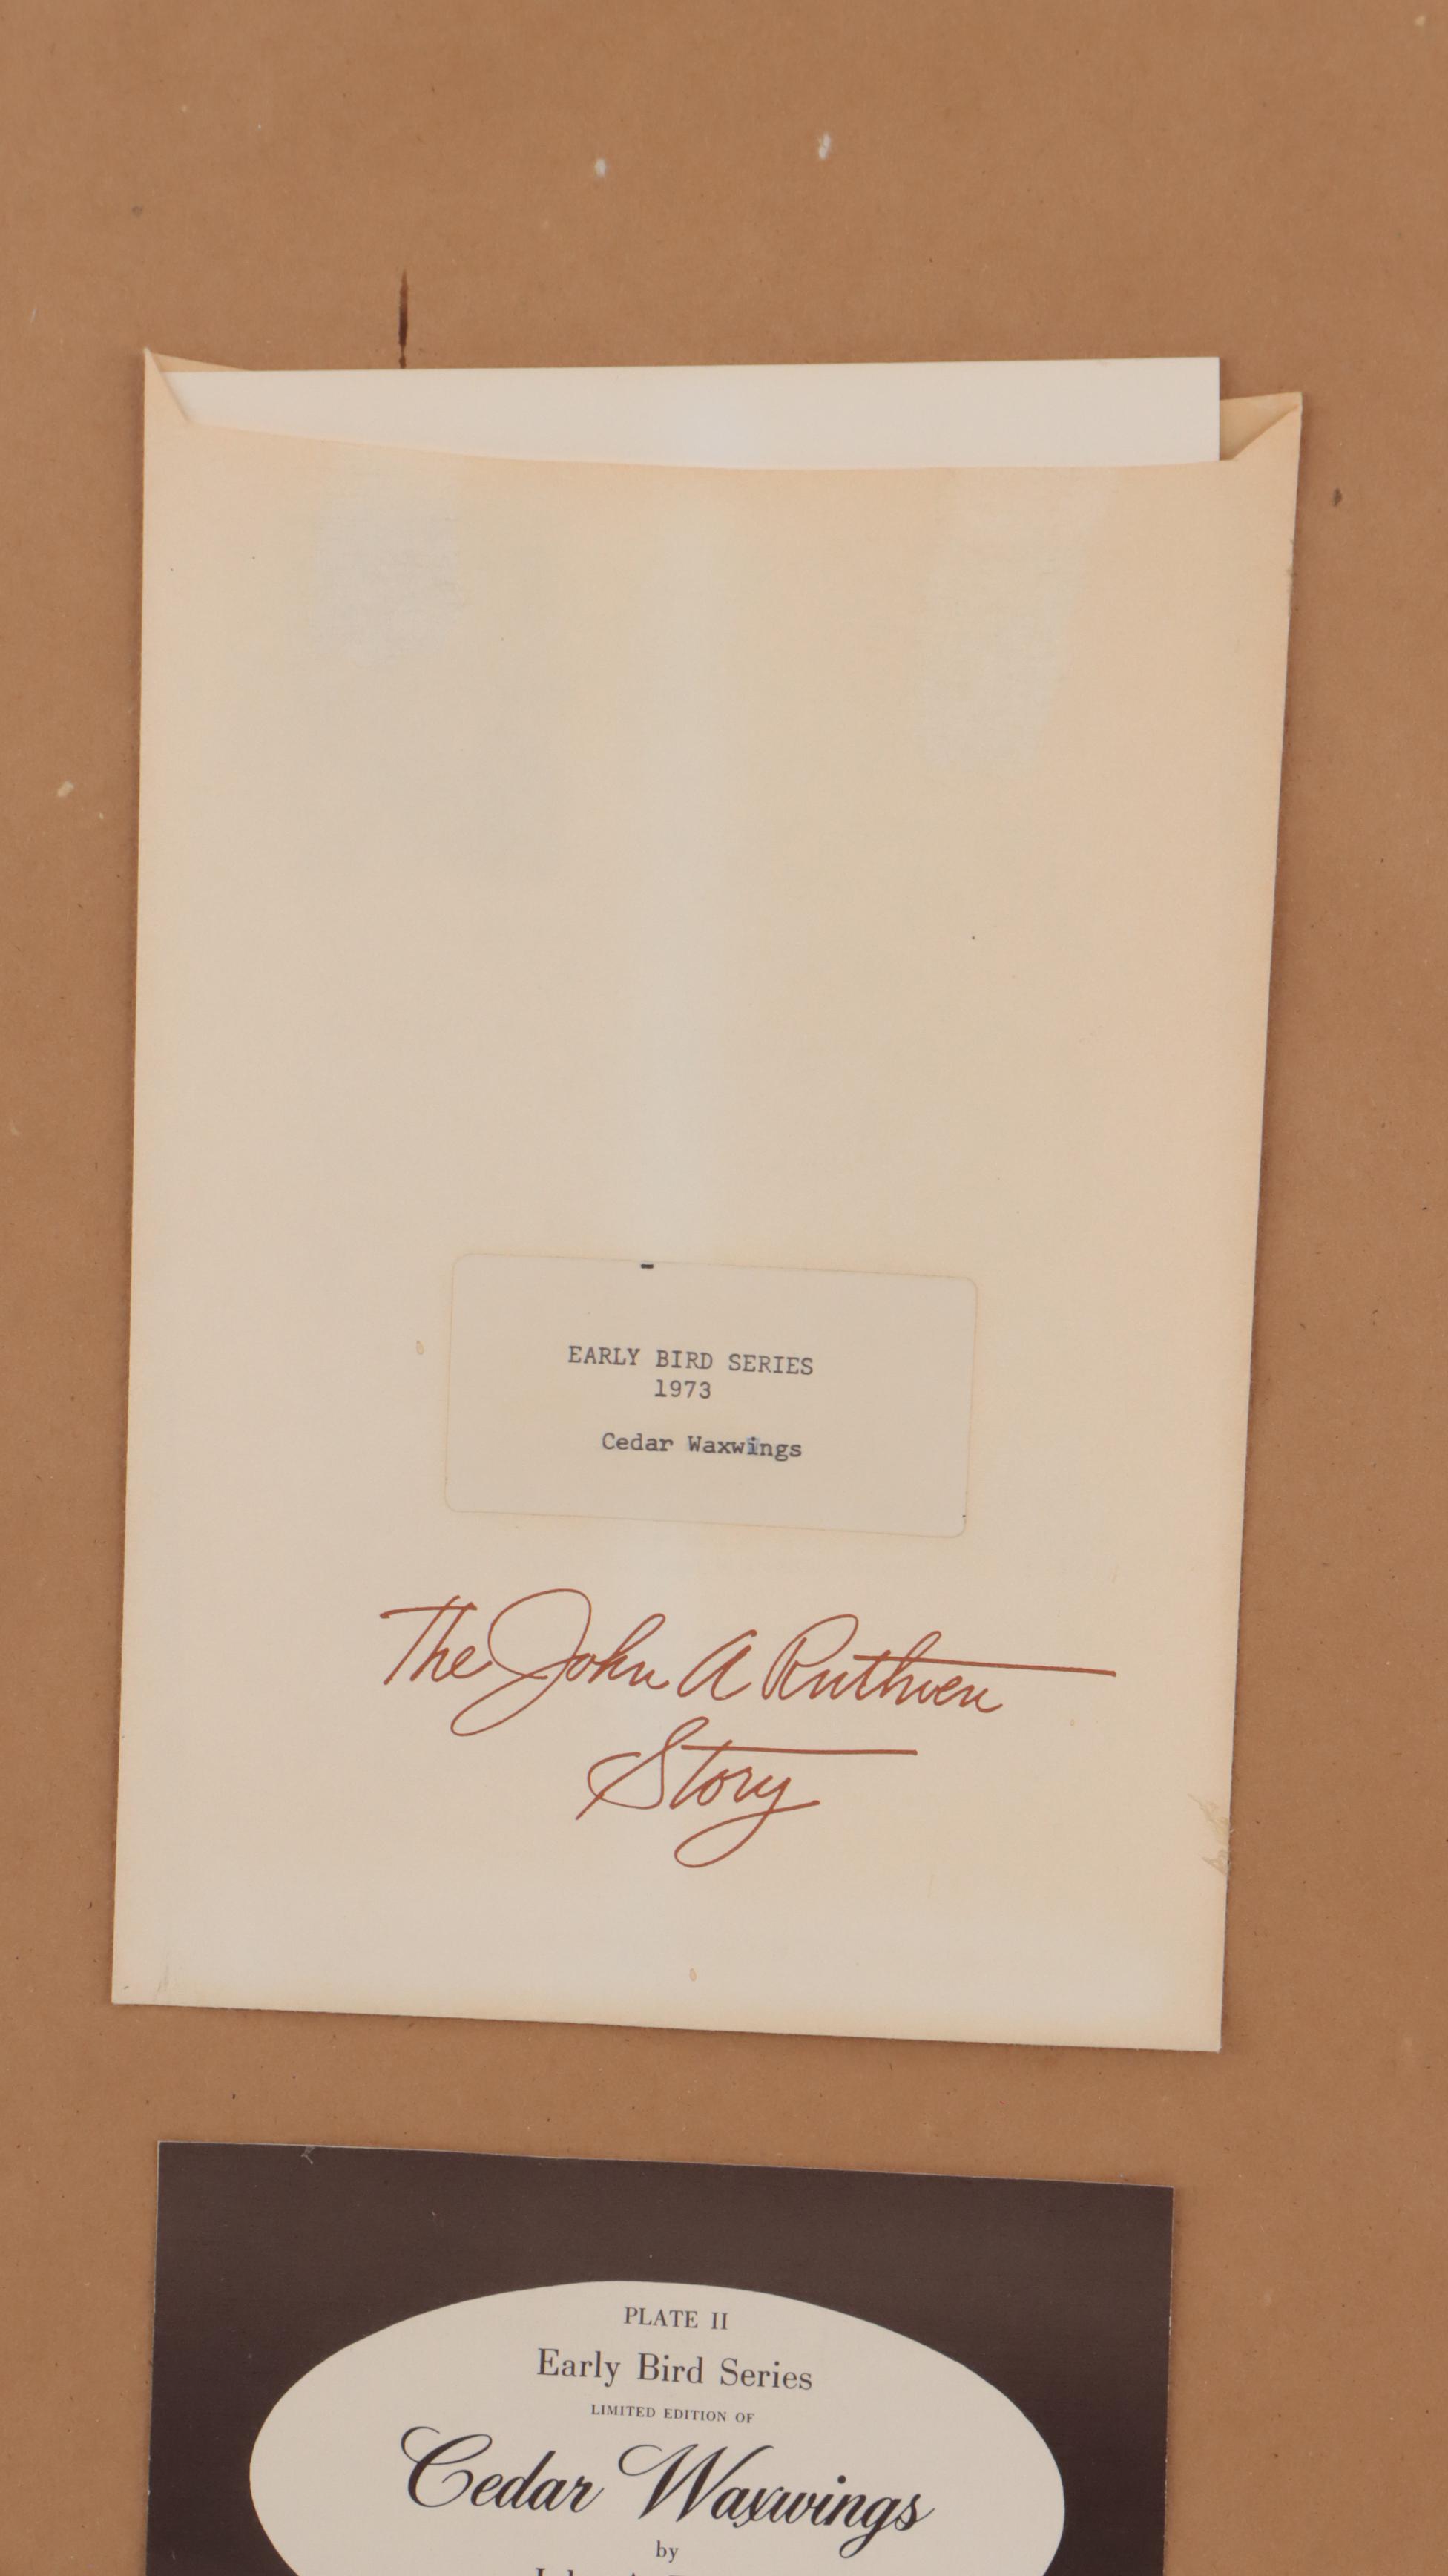 EARLY BIRD SERIES
1973
Cedar Waxwings
The John A Ruthven
Story
PLATE II
Early Bird Series
LIMITED EDITION OF
Cedar Waxwings
by